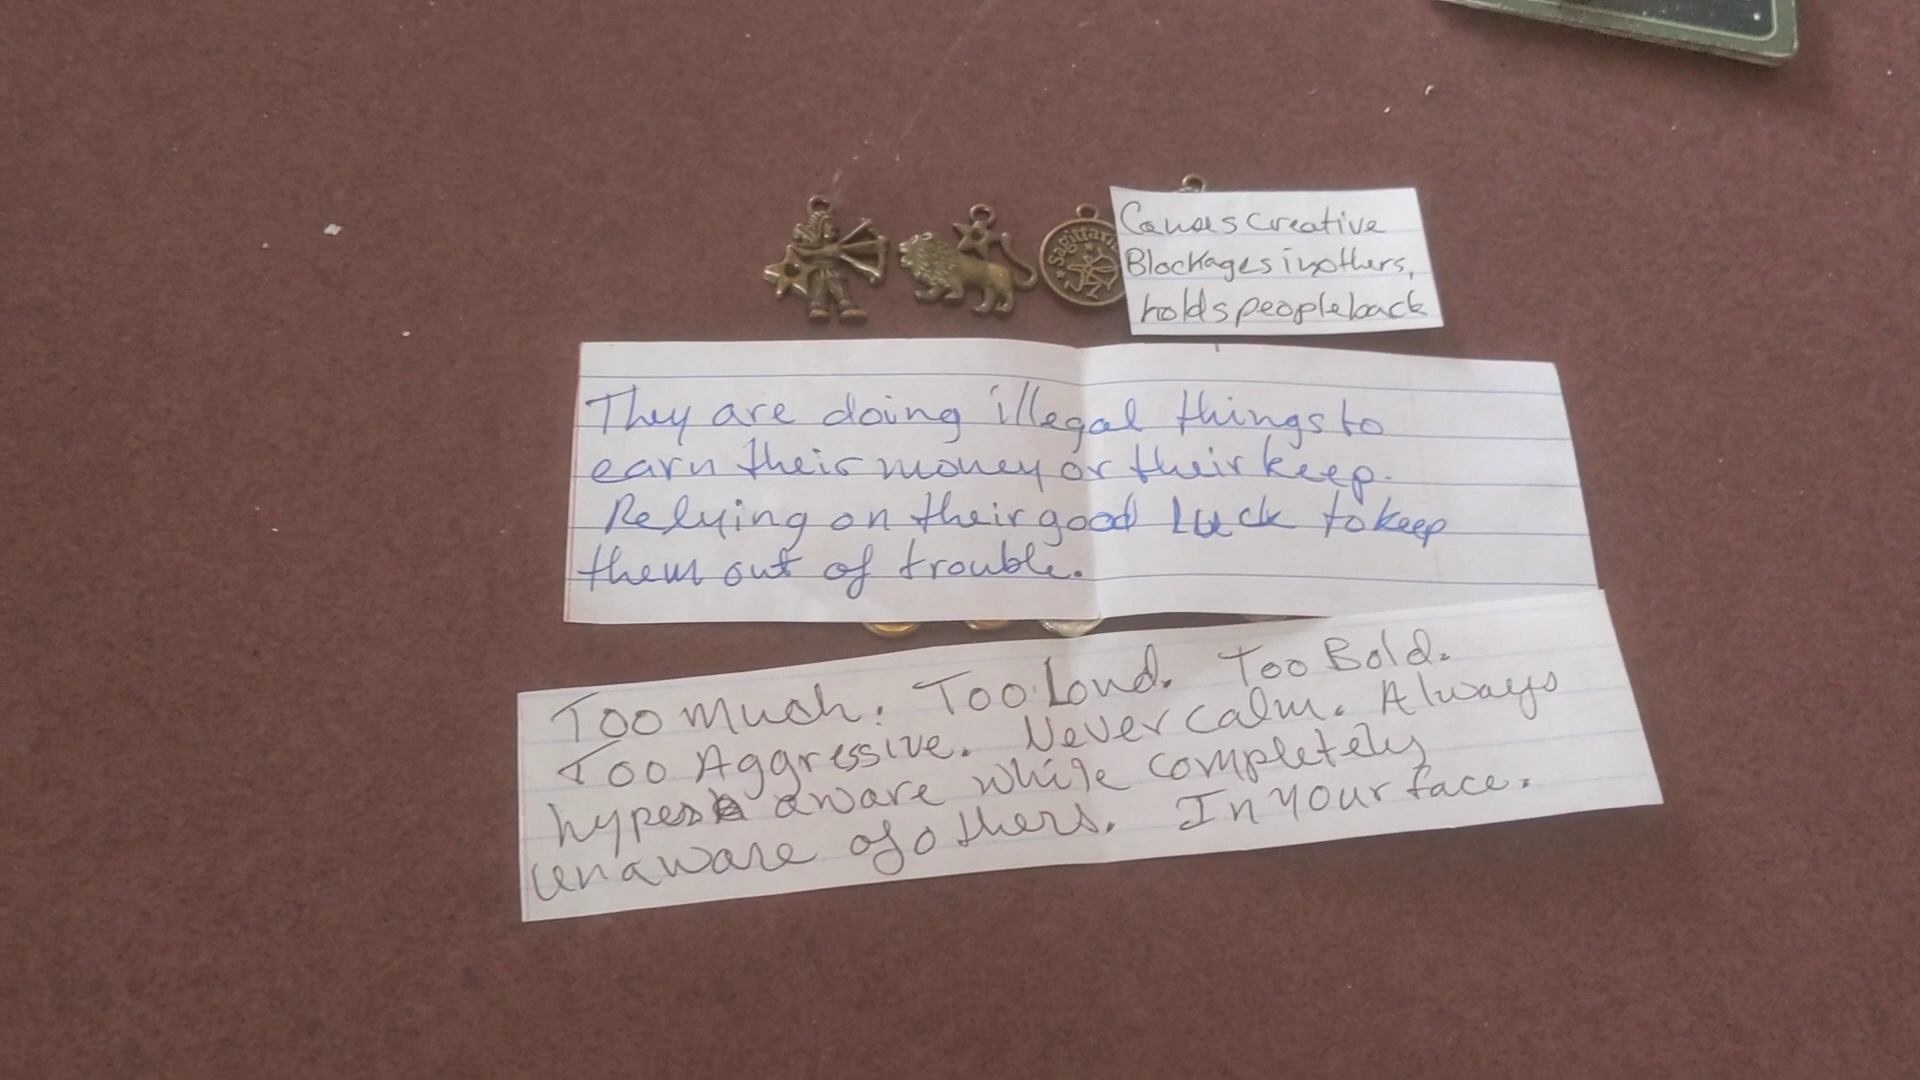 Sagittari
Causes Creative
Blockages in others,
holds people back
They are doing illegal things to
earn their money or their keep.
Relying on their good luck to keep
them out of trouble.
Too much. Too Loud. Too Bold.
Too Aggressive. Never calm. Always
hyper aware while completely
unaware of others. In your face.